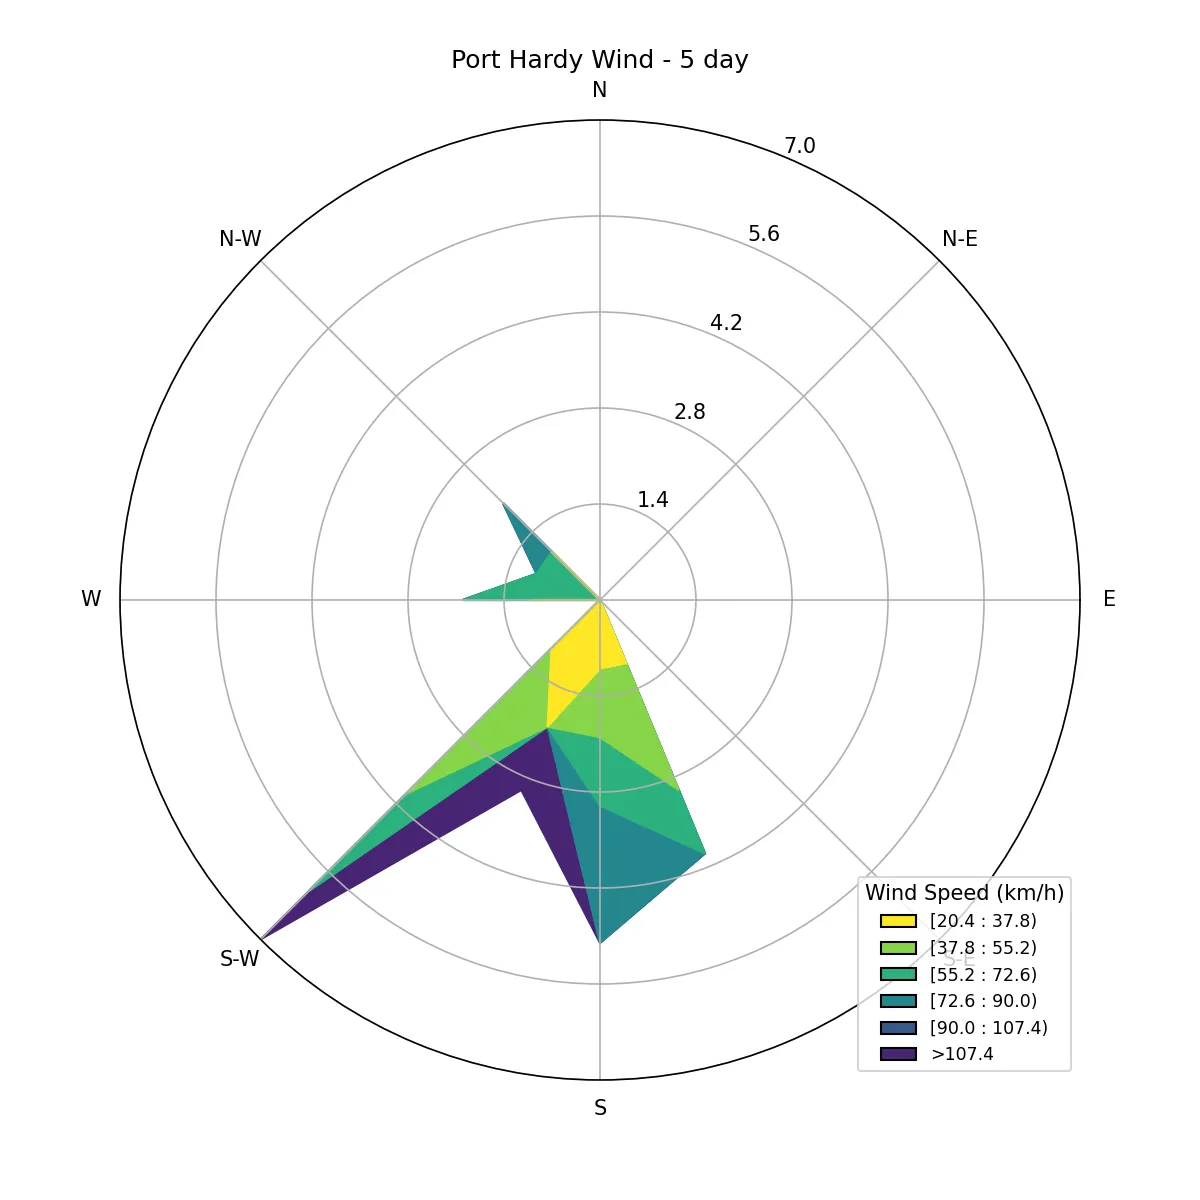 Port Hardy Wind - 5 day
N
7.0
N-W
N-E
5.6
4.2
2.8
1.4
W
E
S-W
S-E
Wind Speed (km/h)
[20.4 : 37.8)
[37.8 : 55.2)
[55.2 : 72.6)
[72.6 : 90.0)
[90.0 : 107.4)
>107.4
S